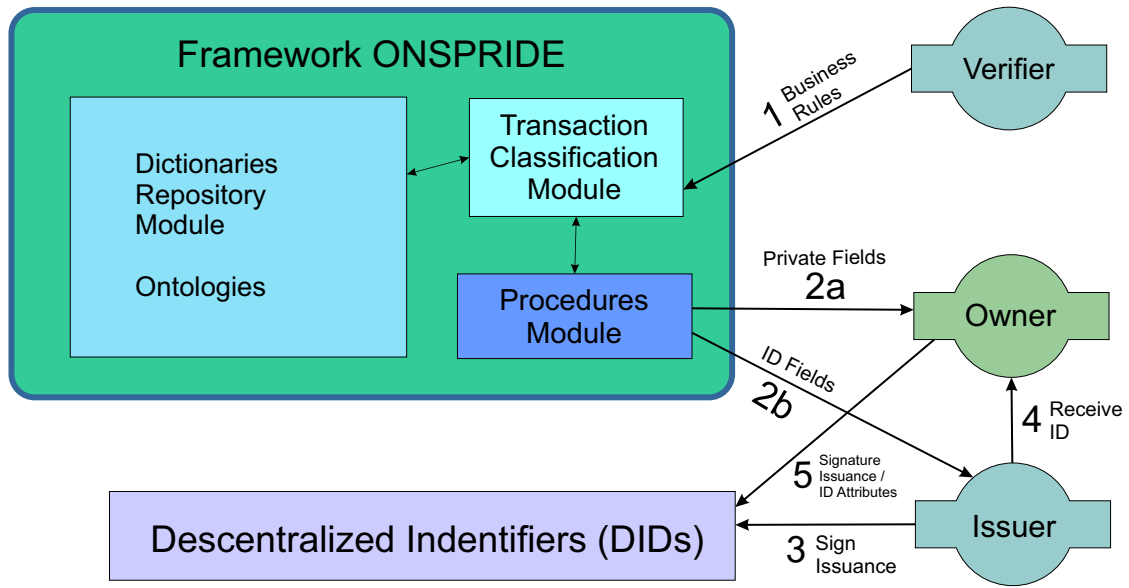 Framework ONSPRIDE
Dictionaries
Repository
Module
Ontologies
Transaction
Classification
Module
Procedures
Module
1 Business
Rules
Verifier
Private Fields
2a
Owner
ID Fields
2b
4 Receive
ID
5 Signature
Issuance /
ID Attributes
Descentralized Indentifiers (DIDs)
3 Sign
Issuance
Issuer